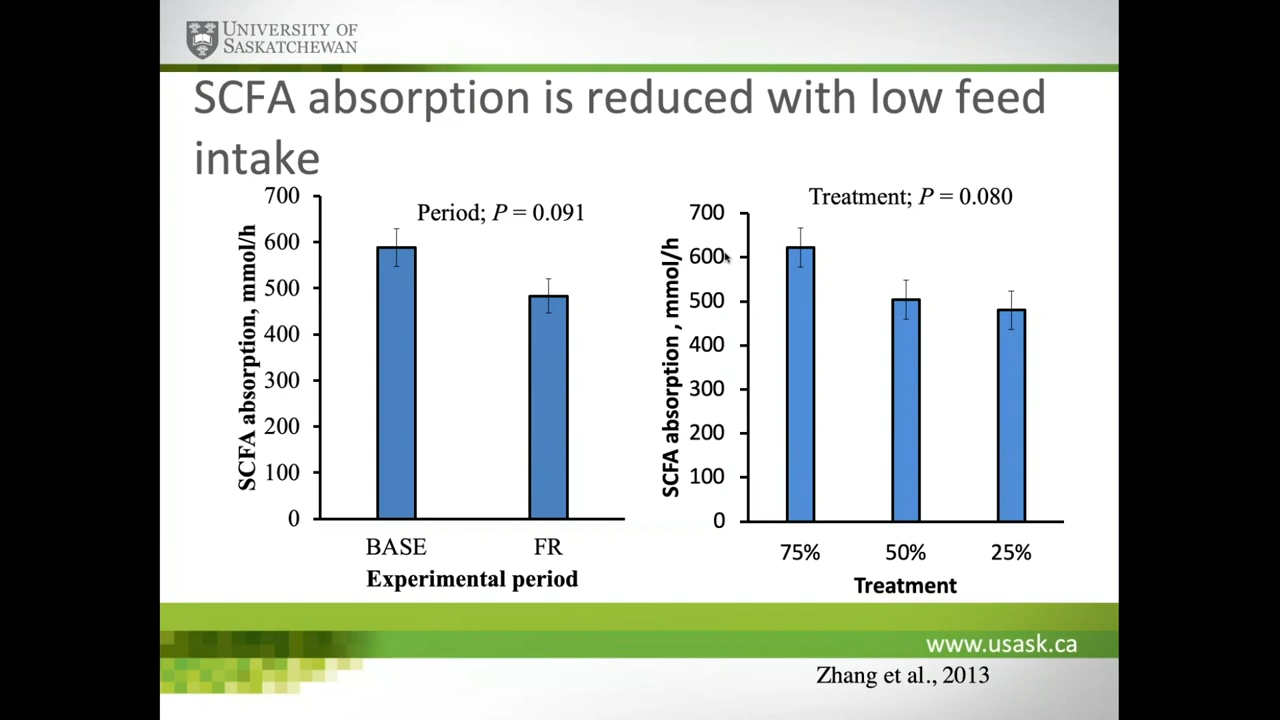 UNIVERSITY OF
SASKATCHEWAN
SCFA absorption is reduced with low feed
intake
SCFA absorption, mmol/h
700
600
500
400
300
200
100
0
Period; P = 0.091
BASE
FR
Experimental period
SCFA absorption , mmol/h
700
600
500
400
300
200
100
0
Treatment; P = 0.080
75%
50%
25%
Treatment
www.usask.ca
Zhang et al., 2013